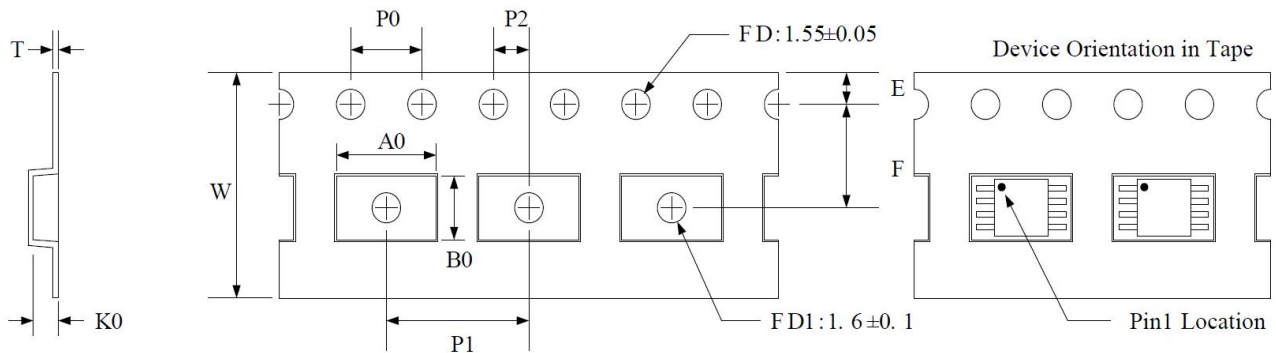 P0
P2
T
FD:1.55±0.05
Device Orientation in Tape
E
A0
F
W
B0
K0
P1
FD1:1. 6±0. 1
Pin1 Location